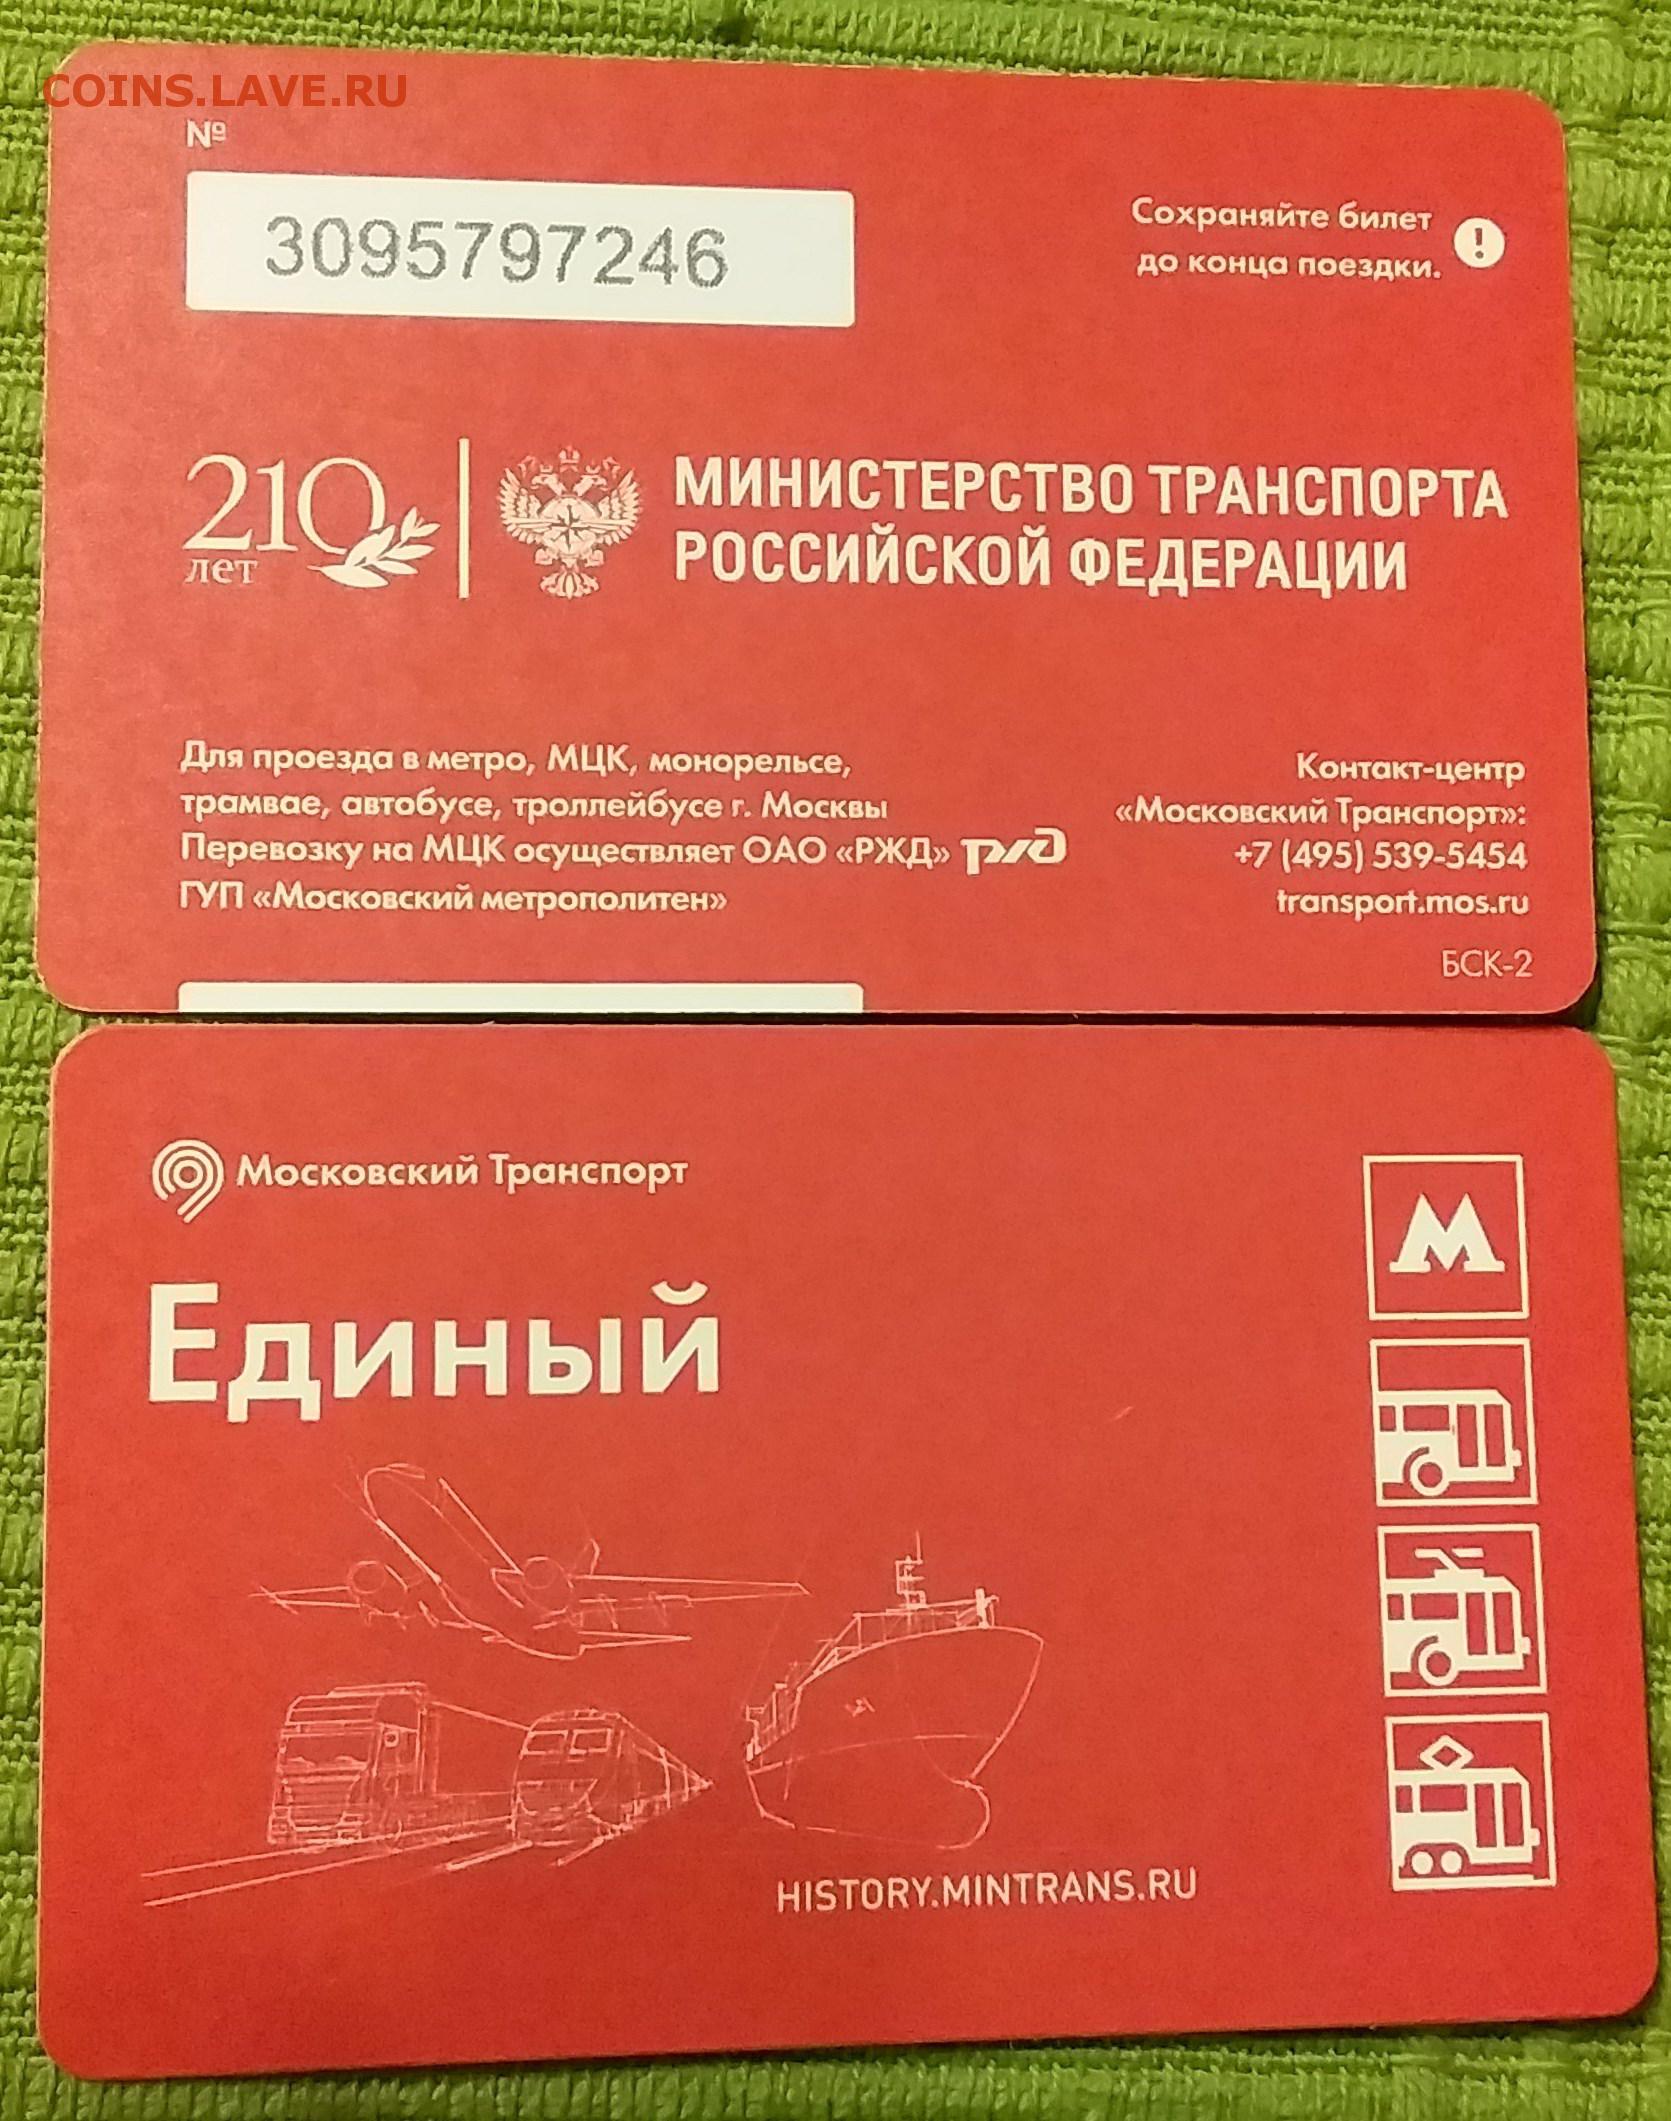 COINS.LAVE.RU
№
3095797246
Сохраняйте билет
до конца поездки. !
210
лет
МИНИСТЕРСТВО ТРАНСПОРТА
РОССИЙСКОЙ ФЕДЕРАЦИИ
Для проезда в метро, МЦК, монорельсе,
трамвае, автобусе, троллейбусе г. Москвы
Перевозку на МЦК осуществляет ОАО «РЖД» РЖД
ГУП «Московский метрополитен»
Контакт-центр
«Московский Транспорт»:
+7 (495) 539-5454
transport.mos.ru
БСК-2
Московский Транспорт
М
Единый
HISTORY.MINTRANS.RU